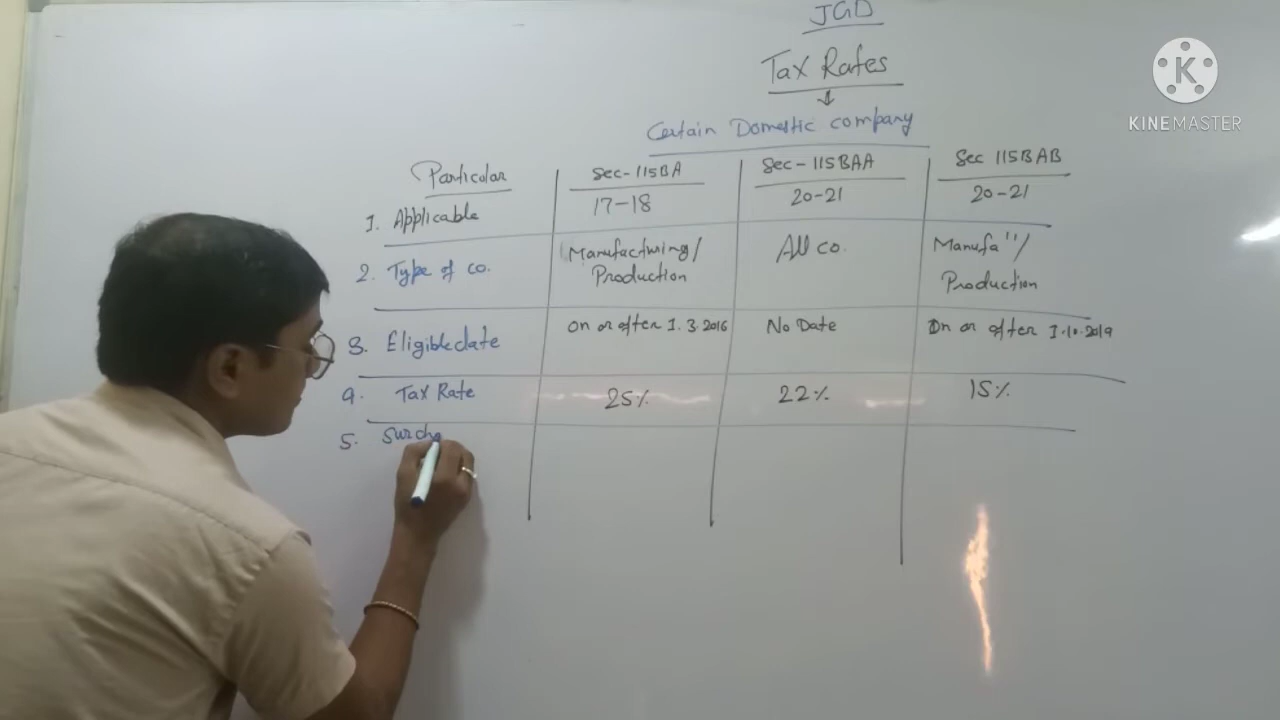 JGD
Tax Rates
Certain Domestic company
Particular
Sec-115BA
Sec-115BAA
Sec 115BAB
1. Applicable
17-18
20-21
20-21
2. Type of co.
Manufacturing/
Production
All co.
Manufa"/
Production
3. Eligible date
on or after 1.3.2016
No Date
On or after 1.10.2019
4. Tax Rate
25%
22%
15%
5. Surch
KINEMASTER